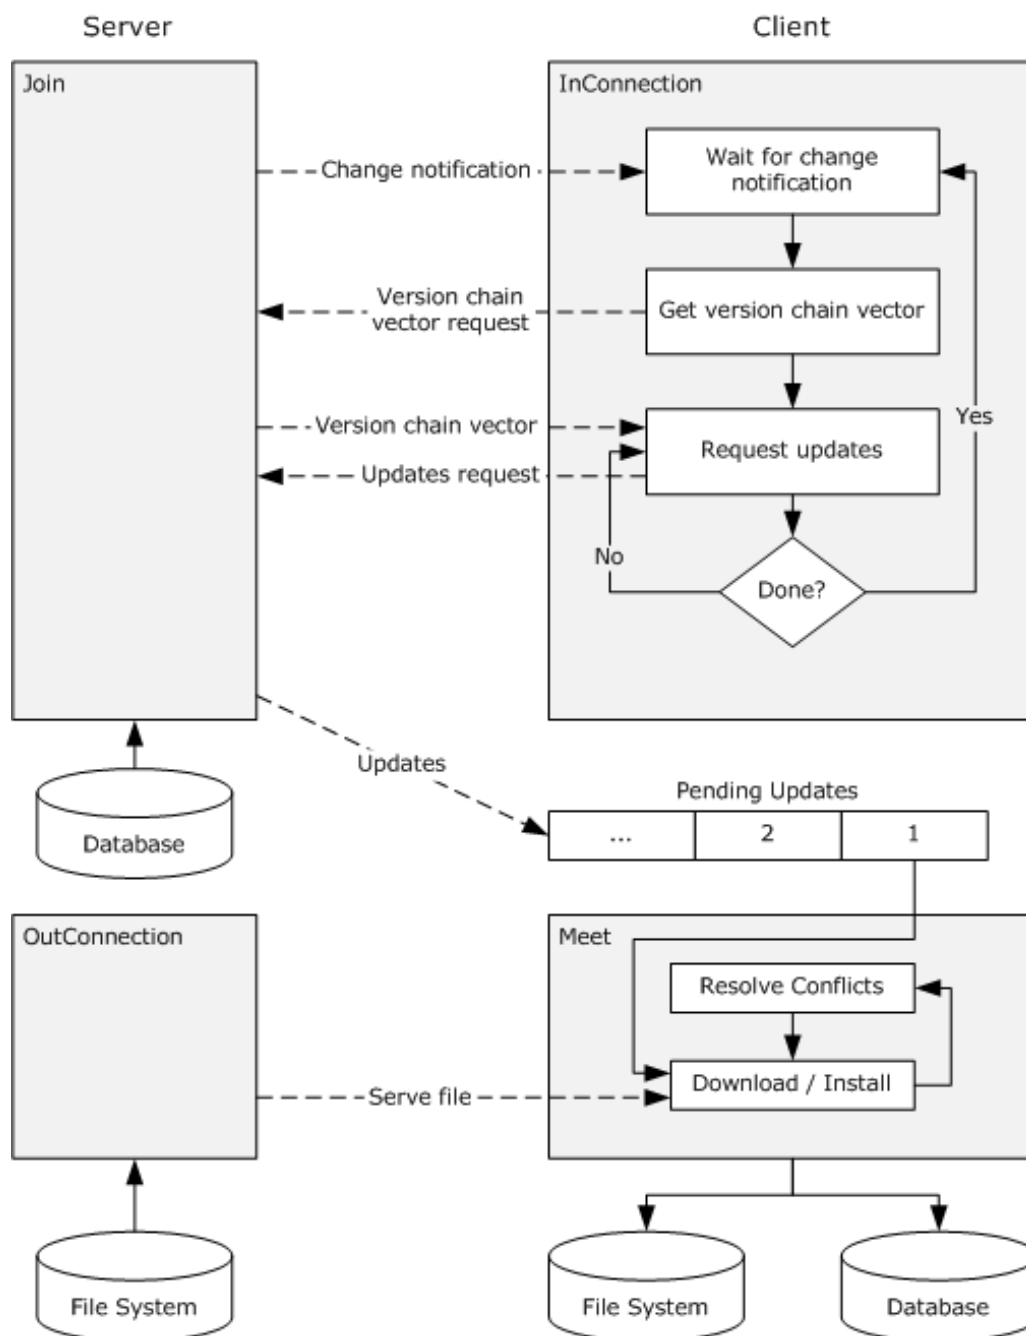 Server
Client
Join
InConnection
Wait for change
notification
Change notification
Version chain
vector request
Get version chain vector
Version chain vector
Yes
Request updates
Updates request
No
Done?
Updates
Pending Updates
...
2
1
Database
OutConnection
Meet
Resolve Conflicts
Download / Install
Serve file
File System
File System
Database